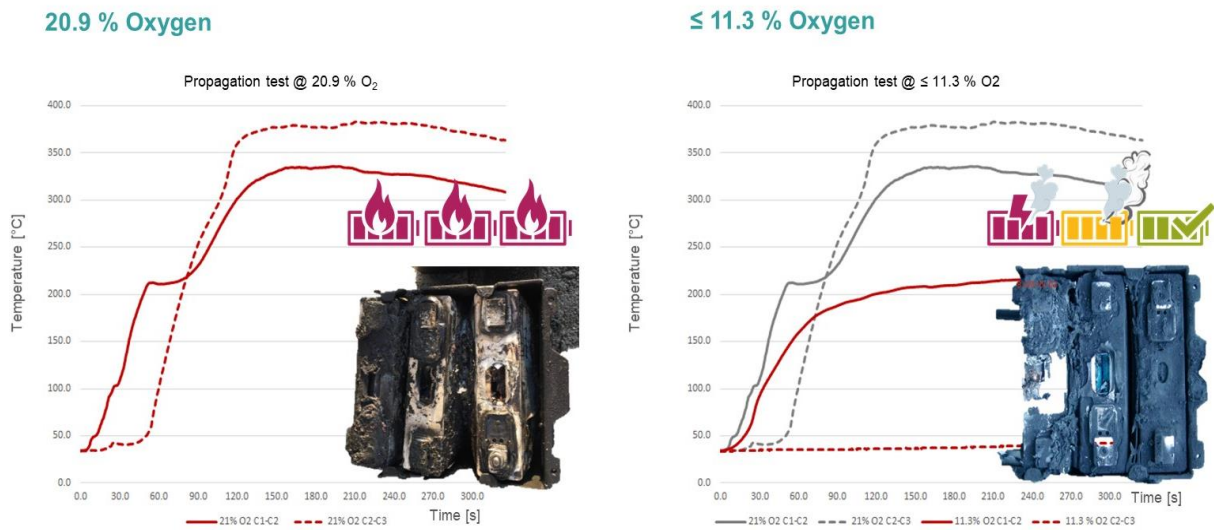 20.9 % Oxygen
Propagation test @ 20.9 % O₂
400.0
350.0
300.0
250.0
200.0
150.0
100.0
50.0
0.0
Temperature [°C]
0.0 30.0 60.0 90.0 120.0 150.0 180.0 210.0 240.0 270.0 300.0
Time [s]
21% O2 C1-C2 21% O2 C2-C3
≤ 11.3 % Oxygen
Propagation test @ ≤ 11.3 % O2
400.0
350.0
300.0
250.0
200.0
150.0
100.0
50.0
0.0
Temperature [°C]
0.0 30.0 60.0 90.0 120.0 150.0 180.0 210.0 240.0 270.0 300.0
Time [s]
21% O2 C1-C2 21% O2 C2-C3 11.3% O2 C1-C2 11.3 % O2 C2-C3